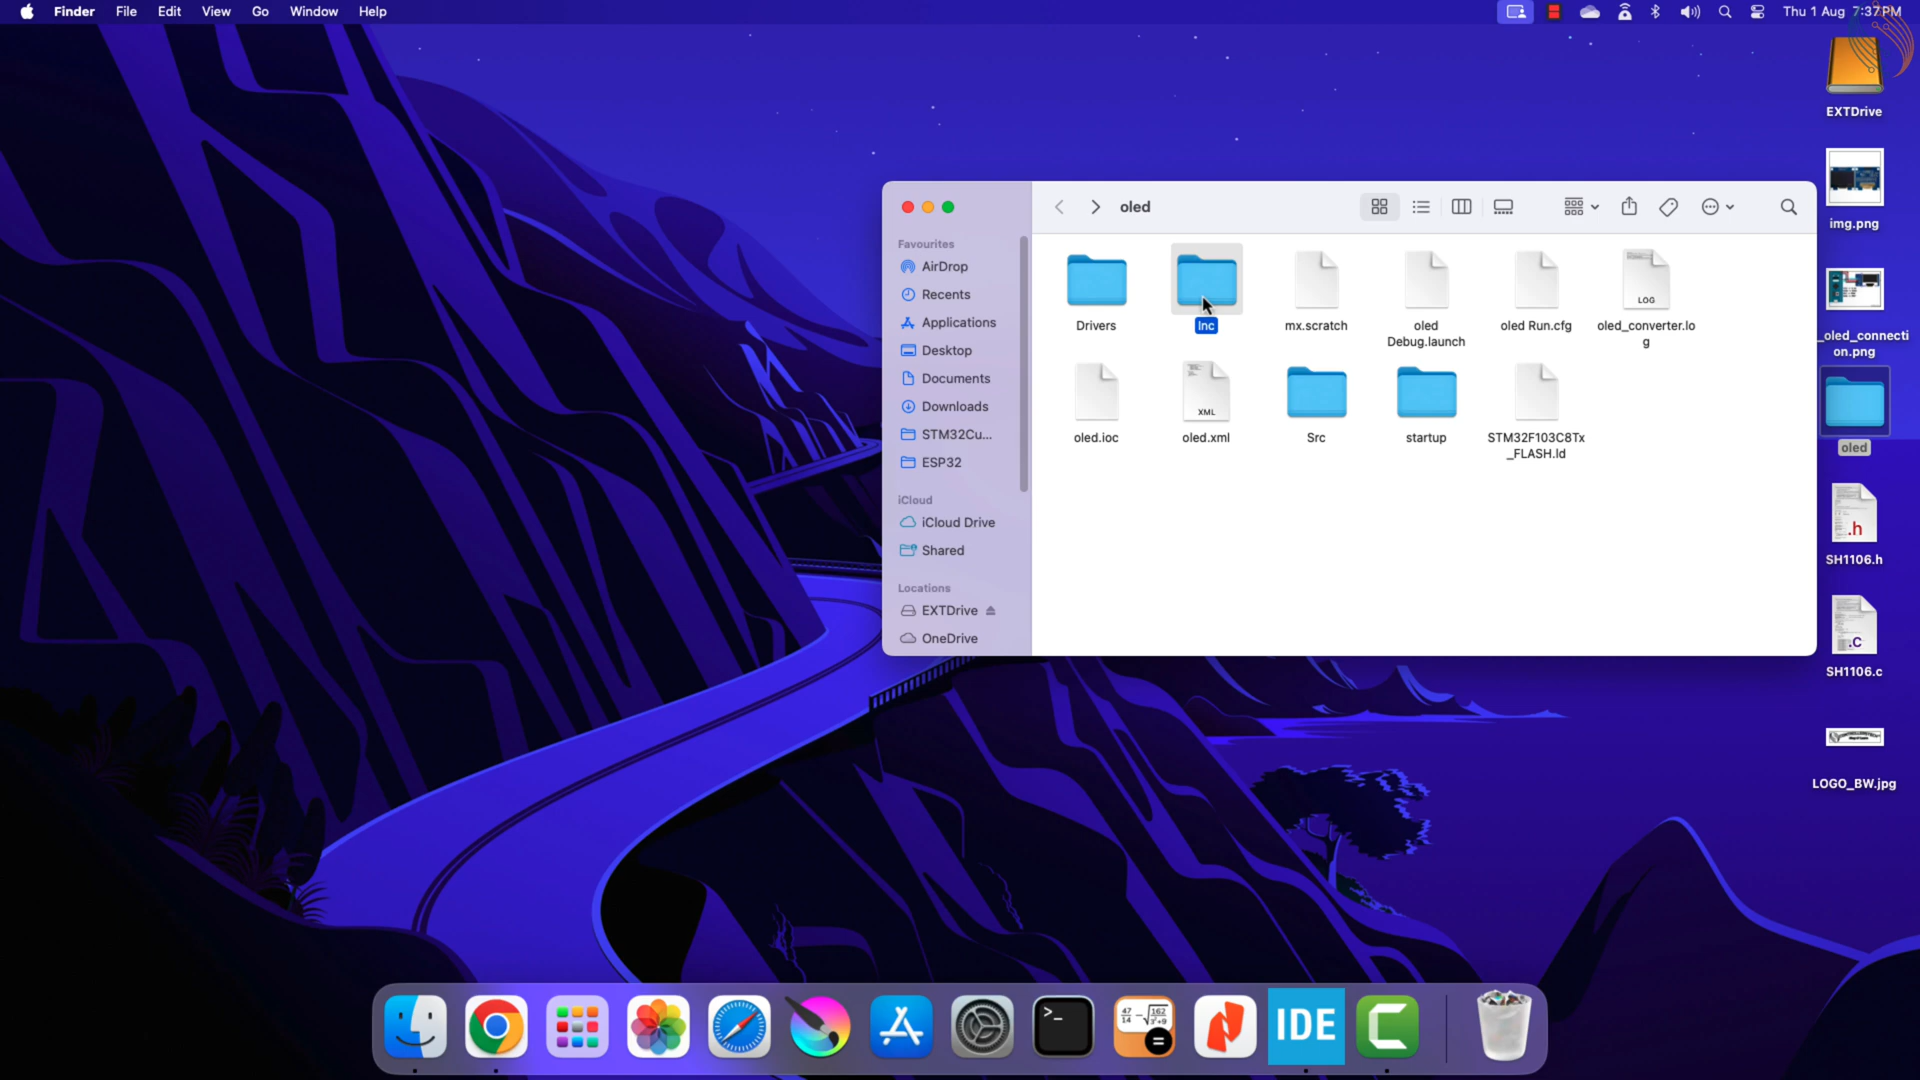 Finder File Edit View Go Window Help
Thu 1 Aug 7:37PM
EXTDrive
img.png
_oled_connecti
on.png
oled
SH1106.h
.h
SH1106.c
.c
LOGO_BW.jpg
oled
Favourites
AirDrop
Recents
Applications
Desktop
Documents
Downloads
STM32Cu...
ESP32
iCloud
iCloud Drive
Shared
Locations
EXTDrive
OneDrive
Drivers
Inc
mx.scratch
oled
Debug.launch
oled Run.cfg
LOG
oled_converter.lo
g
oled.ioc
XML
oled.xml
Src
startup
STM32F103C8Tx
_FLASH.ld
>_
IDE